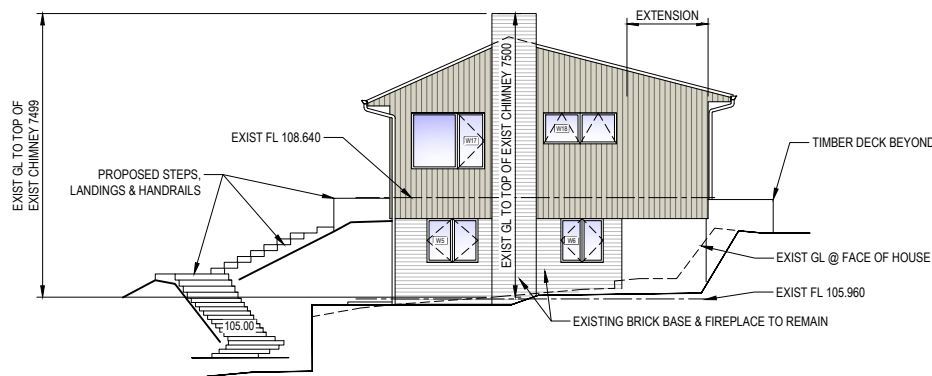 EXTENSION
EXIST GL TO TOP OF
EXIST CHIMNEY 7499
EXIST GL TO TOP OF EXIST CHIMNEY 7500
W17
W18
EXIST FL 108.640
TIMBER DECK BEYOND
PROPOSED STEPS,
LANDINGS & HANDRAILS
W5
W6
EXIST GL @ FACE OF HOUSE
EXIST FL 105.960
EXISTING BRICK BASE & FIREPLACE TO REMAIN
105.00